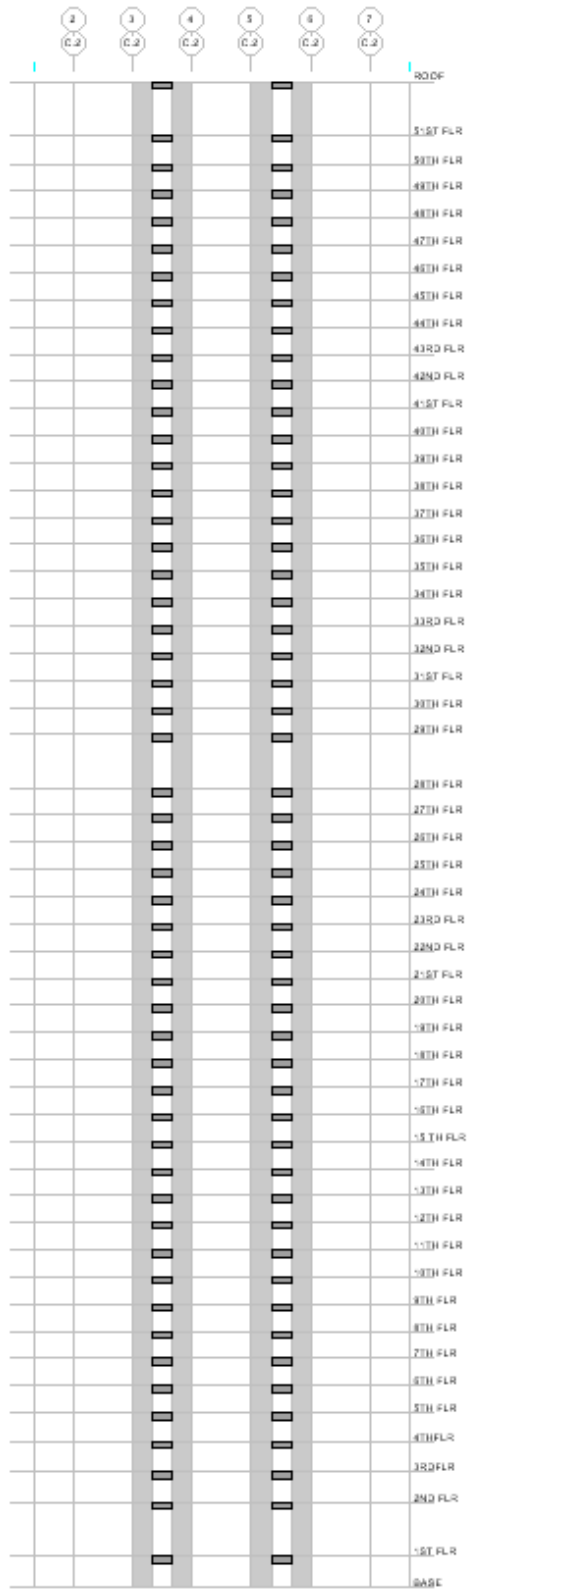 2 3 4 5 6 7
C.2 C.2 C.2 C.2 C.2 C.2
ROOF
51ST FLR
50TH FLR
49TH FLR
48TH FLR
47TH FLR
46TH FLR
45TH FLR
44TH FLR
43RD FLR
42ND FLR
41ST FLR
40TH FLR
39TH FLR
38TH FLR
37TH FLR
36TH FLR
35TH FLR
34TH FLR
33RD FLR
32ND FLR
31ST FLR
30TH FLR
29TH FLR
28TH FLR
27TH FLR
26TH FLR
25TH FLR
24TH FLR
23RD FLR
22ND FLR
21ST FLR
20TH FLR
19TH FLR
18TH FLR
17TH FLR
16TH FLR
15 TH FLR
14TH FLR
13TH FLR
12TH FLR
11TH FLR
10TH FLR
9TH FLR
8TH FLR
7TH FLR
6TH FLR
5TH FLR
4THFLR
3RDFLR
2ND FLR
1ST FLR
BASE